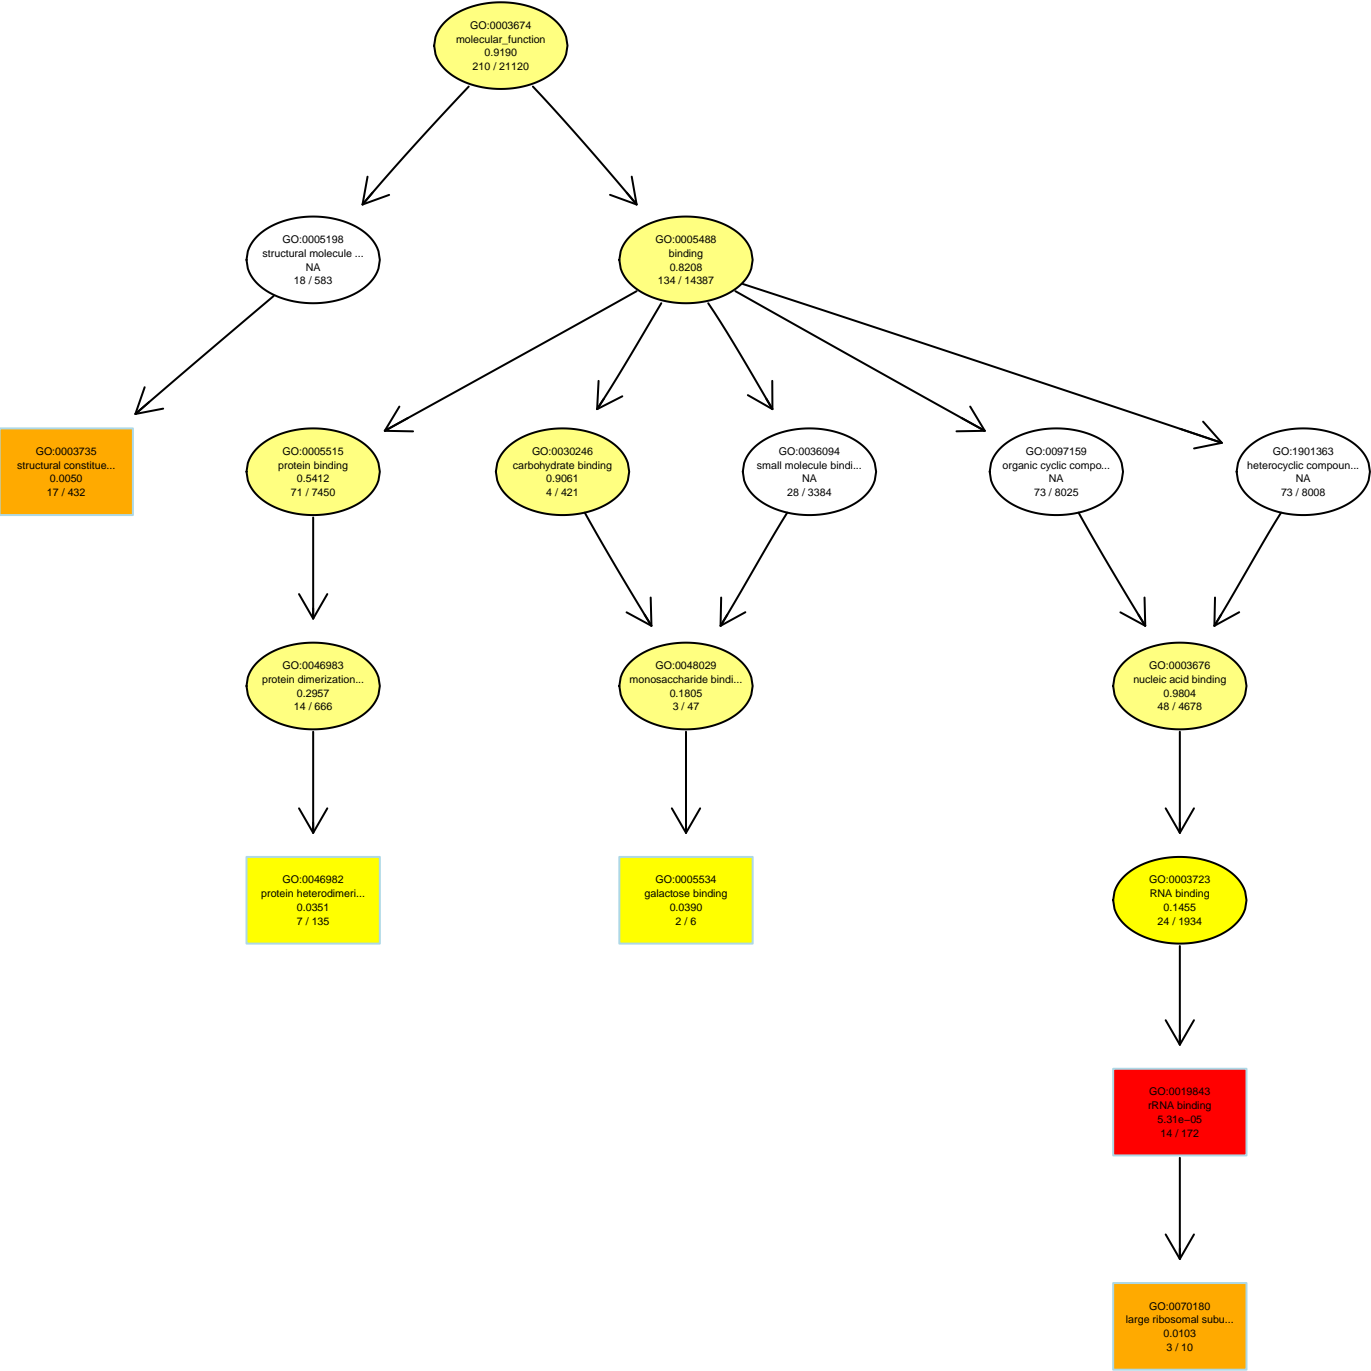 GO:0003674
molecular_function
0.9190
210 / 21120
GO:0005198
structural molecule ...
NA
18 / 583
GO:0005488
binding
0.8208
134 / 14387
GO:0003735
structural constitue...
0.0050
17 / 432
GO:0005515
protein binding
0.5412
71 / 7450
GO:0030246
carbohydrate binding
0.9061
4 / 421
GO:0036094
small molecule bindi...
NA
28 / 3384
GO:0097159
organic cyclic compo...
NA
73 / 8025
GO:1901363
heterocyclic compoun...
NA
73 / 8008
GO:0046983
protein dimerization...
0.2957
14 / 666
GO:0048029
monosaccharide bindi...
0.1805
3 / 47
GO:0003676
nucleic acid binding
0.9804
48 / 4678
GO:0046982
protein heterodimeri...
0.0351
7 / 135
GO:0005534
galactose binding
0.0390
2 / 6
GO:0003723
RNA binding
0.1455
24 / 1934
GO:0019843
rRNA binding
5.31e−05
14 / 172
GO:0070180
large ribosomal subu...
0.0103
3 / 10